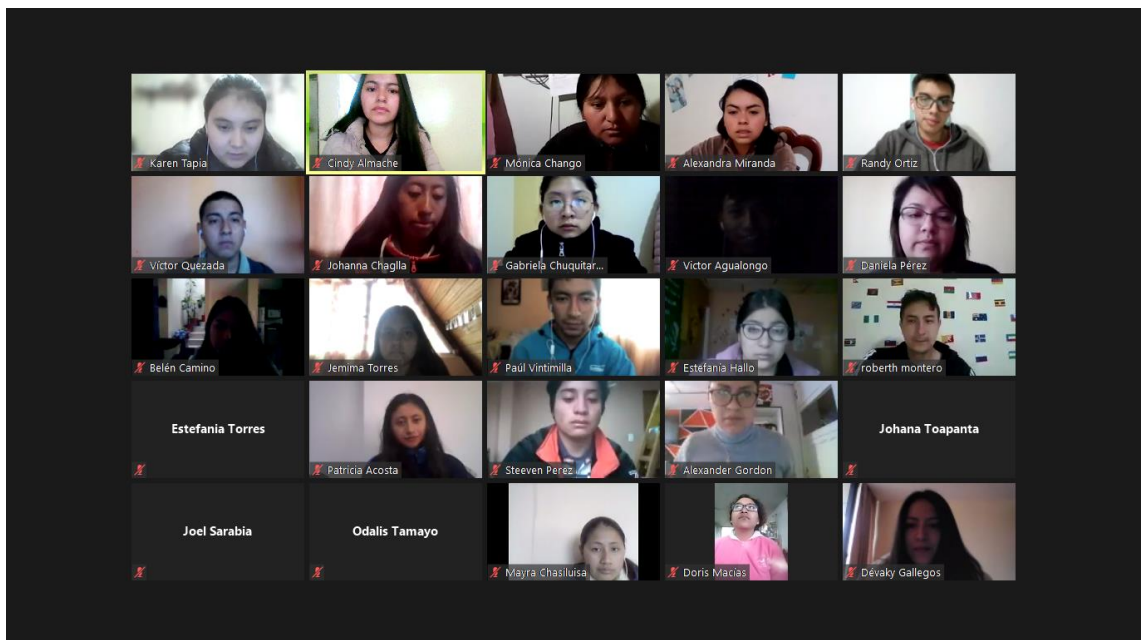 Karen Tapia
Cindy Almache
Mónica Chango
Alexandra Miranda
Randy Ortiz
Víctor Quezada
Johanna Chaglla
Gabriela Chuquitar...
Victor Agualongo
Daniela Pérez
Belén Camino
Jemima Torres
Paúl Vintimilla
Estefanía Hallo
roberth montero
Estefania Torres
Patricia Acosta
Steeven Perez
Alexander Gordon
Johana Toapanta
Joel Sarabia
Odalis Tamayo
Mayra Chasiluisa
Doris Macías
Dévaky Gallegos